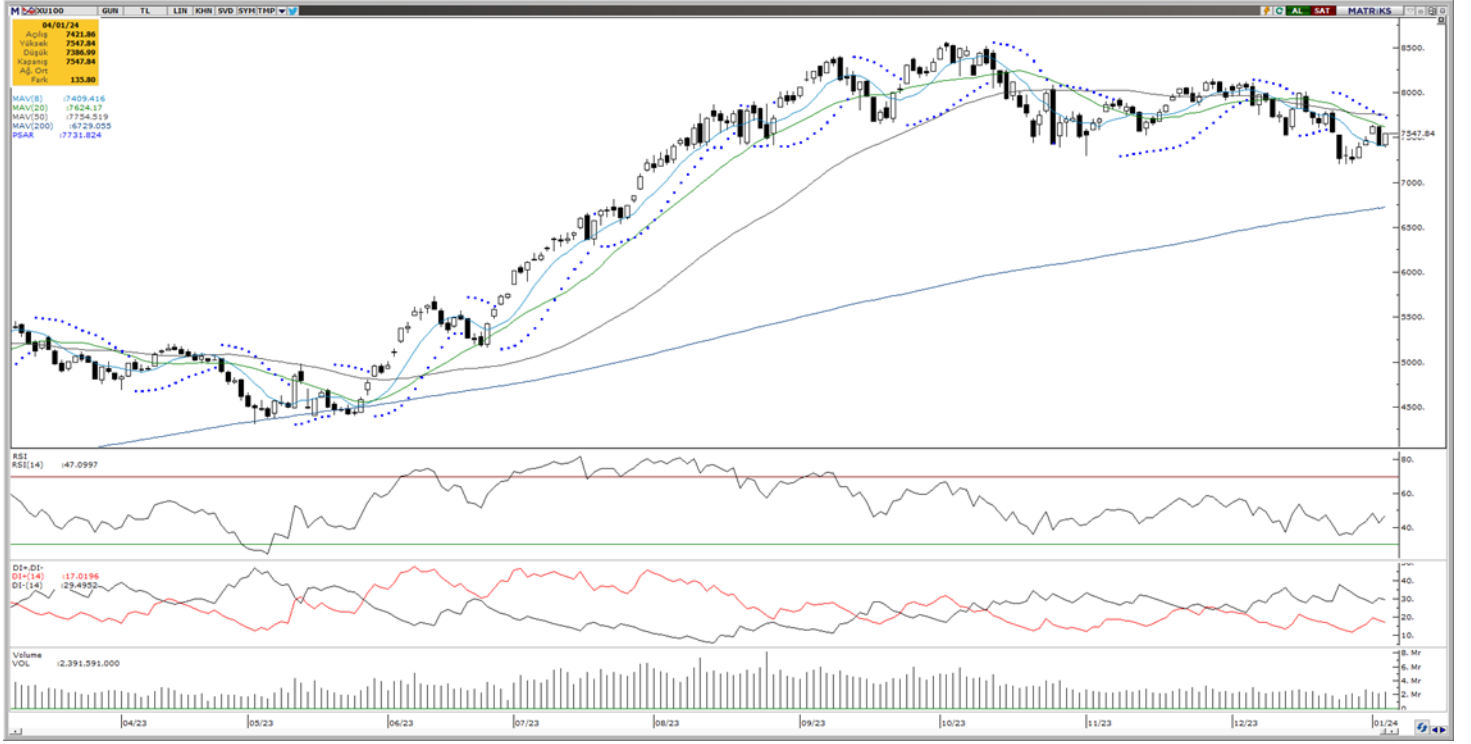 M XU100 GUN TL LIN KHN SVD SYM TMP C AL SAT MATRiKS
04/01/24
Açılış 7421.86
Yüksek 7547.84
Düşük 7386.99
Kapanış 7547.84
Ağ. Ort
Fark 135.80
MAV(8) :7409.416
MAV(20) :7624.17
MAV(50) :7754.519
MAV(200) :6729.055
PSAR :7731.824
8500.
8000.
7547.84
7500.
7000.
6500.
6000.
5500.
5000.
4500.
RSI
RSI(14) :47.0997
80.
60.
40.
DI+,DI-
DI+(14) :17.0196
DI-(14) :29.4952
40.
30.
20.
10.
Volume
VOL :2.391.591.000
8. Mr
6. Mr
4. Mr
2. Mr
0.
04/23 05/23 06/23 07/23 08/23 09/23 10/23 11/23 12/23 01/24